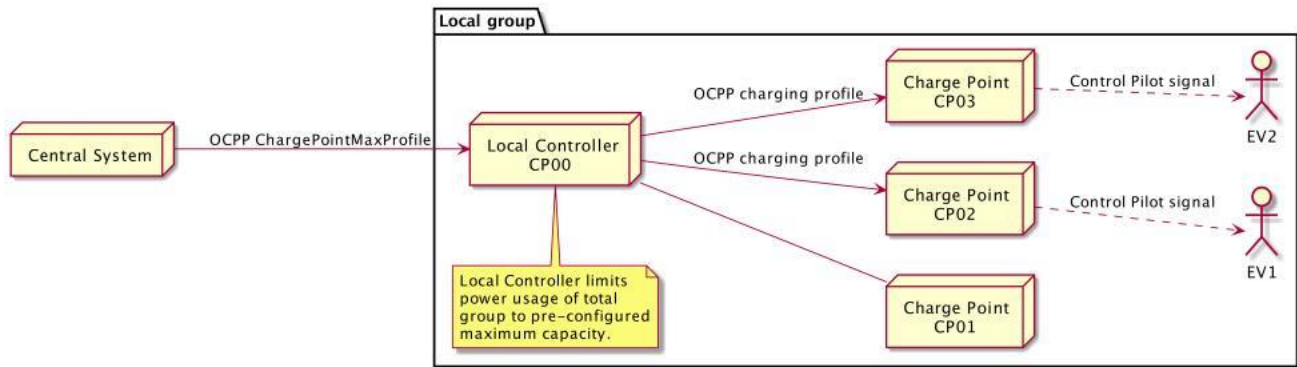 Local group
OCPP charging profile
Charge Point
CP03
Control Pilot signal
EV2
Central System
OCPP ChargePointMaxProfile
Local Controller
CP00
OCPP charging profile
Charge Point
CP02
Control Pilot signal
EV1
Local Controller limits
power usage of total
group to pre-configured
maximum capacity.
Charge Point
CP01